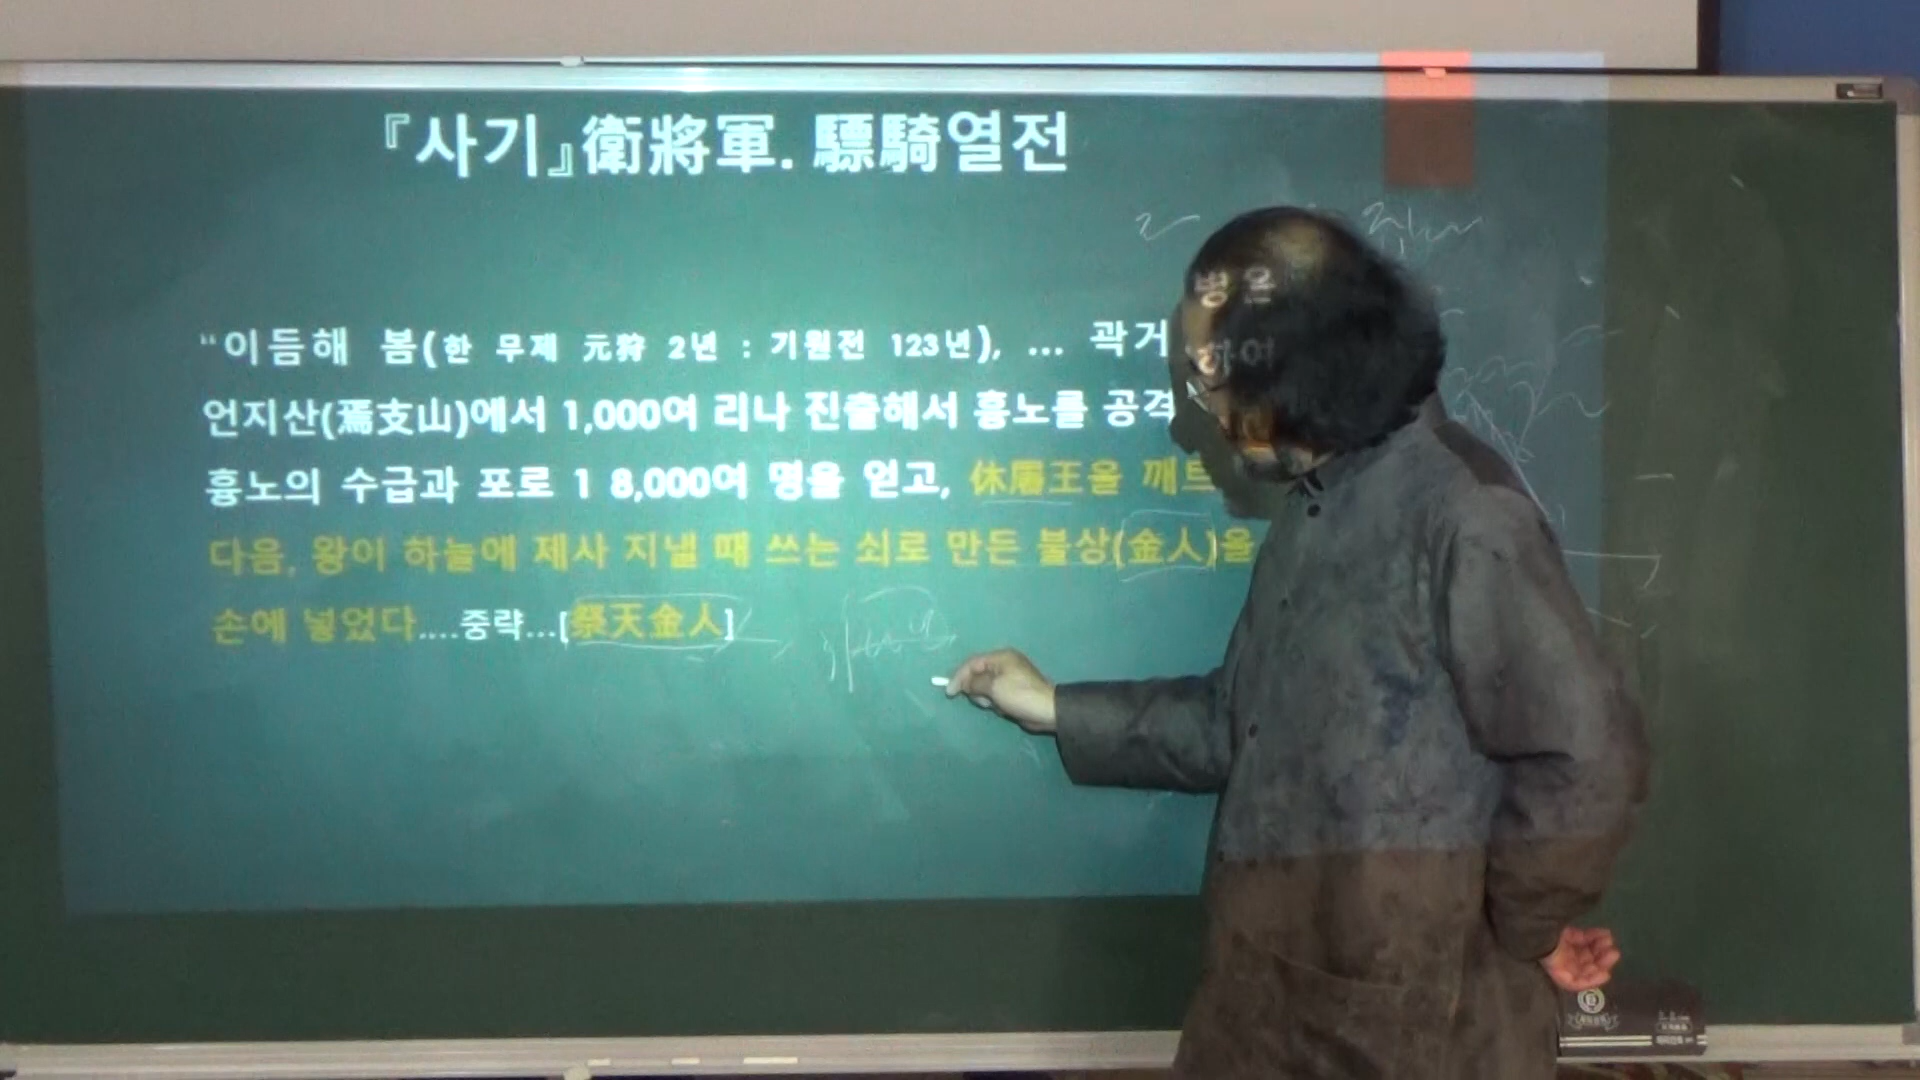 『사기』衛將軍. 驃騎열전
“이듬해 봄(한 무제 元狩 2년 : 기원전 123년), ... 곽거병은
언지산(焉支山)에서 1,000여 리나 진출해서 흉노를 공격하여
흉노의 수급과 포로 1 8,000여 명을 얻고, 休屠王을 깨트
다음, 왕이 하늘에 제사 지낼 때 쓰는 쇠로 만든 불상(金人)을
손에 넣었다....중략...[祭天金人]